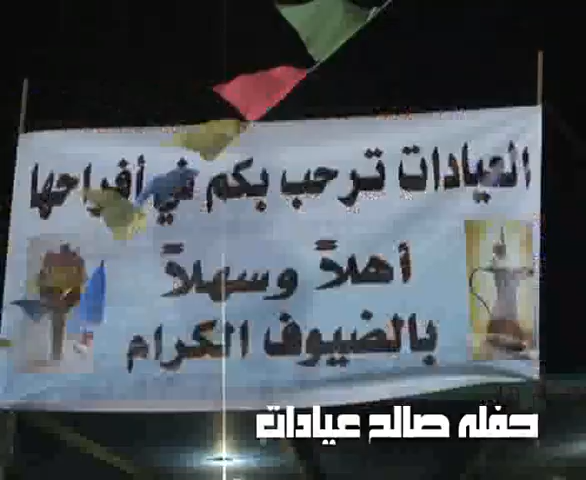 العيادات ترحب بكم في أفراحها
أهلاً وسهلاً
بالضيوف الكرام
حفله صالح عيادات